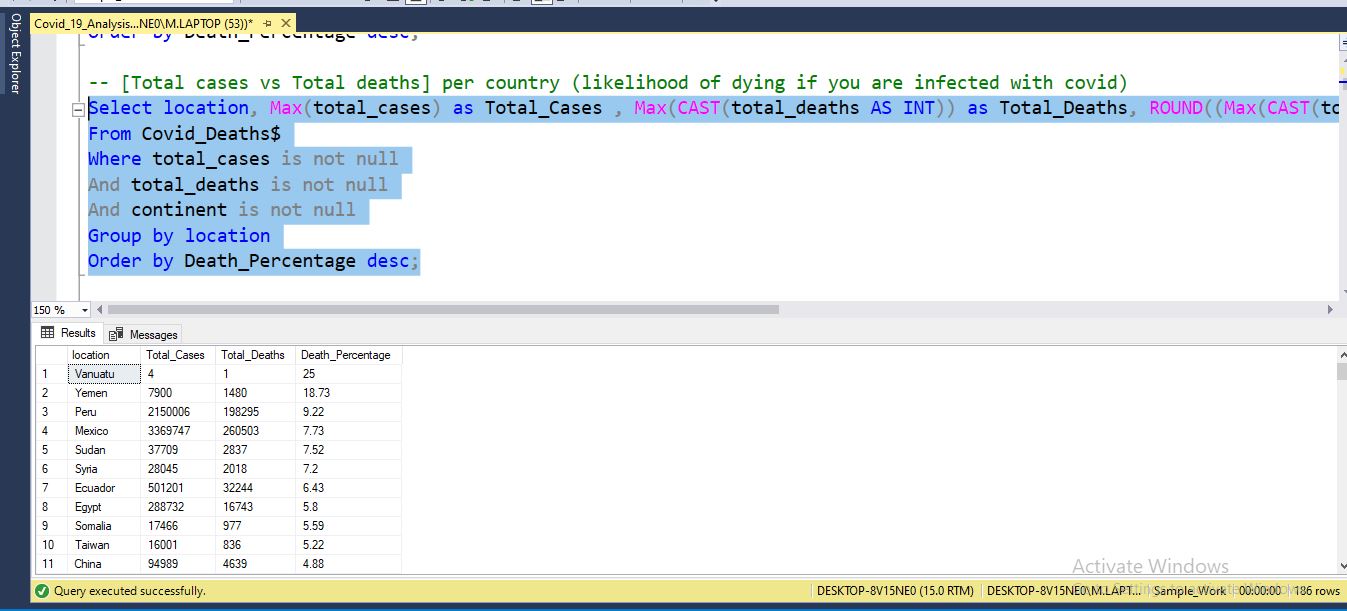 Covid_19_Analysis...NE0\M.LAPTOP (53))*
Object Explorer
Order by Death_Percentage desc;
-- [Total cases vs Total deaths] per country (likelihood of dying if you are infected with covid)
Select location, Max(total_cases) as Total_Cases , Max(CAST(total_deaths AS INT)) as Total_Deaths, ROUND((Max(CAST(to
From Covid_Deaths$
Where total_cases is not null
And total_deaths is not null
And continent is not null
Group by location
Order by Death_Percentage desc;
150 %
Results Messages
location Total_Cases Total_Deaths Death_Percentage
1 Vanuatu 4 1 25
2 Yemen 7900 1480 18.73
3 Peru 2150006 198295 9.22
4 Mexico 3369747 260503 7.73
5 Sudan 37709 2837 7.52
6 Syria 28045 2018 7.2
7 Ecuador 501201 32244 6.43
8 Egypt 288732 16743 5.8
9 Somalia 17466 977 5.59
10 Taiwan 16001 836 5.22
11 China 94989 4639 4.88
Activate Windows
Go to Settings to activate Windows.
Query executed successfully. DESKTOP-8V15NE0 (15.0 RTM) DESKTOP-8V15NE0\M.LAPT... Sample_Work 00:00:00 186 rows